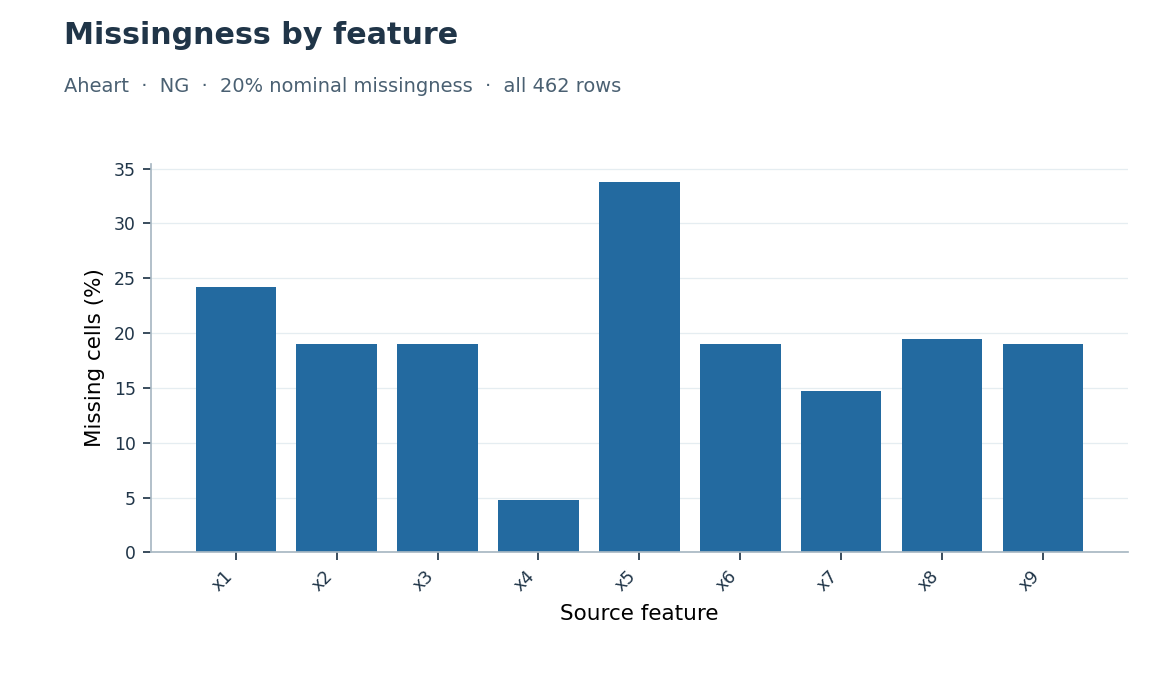 Missingness by feature
Aheart · NG · 20% nominal missingness · all 462 rows
35
30
25
20
15
10
5
0
Missing cells (%)
x1 x2 x3 x4 x5 x6 x7 x8 x9
Source feature